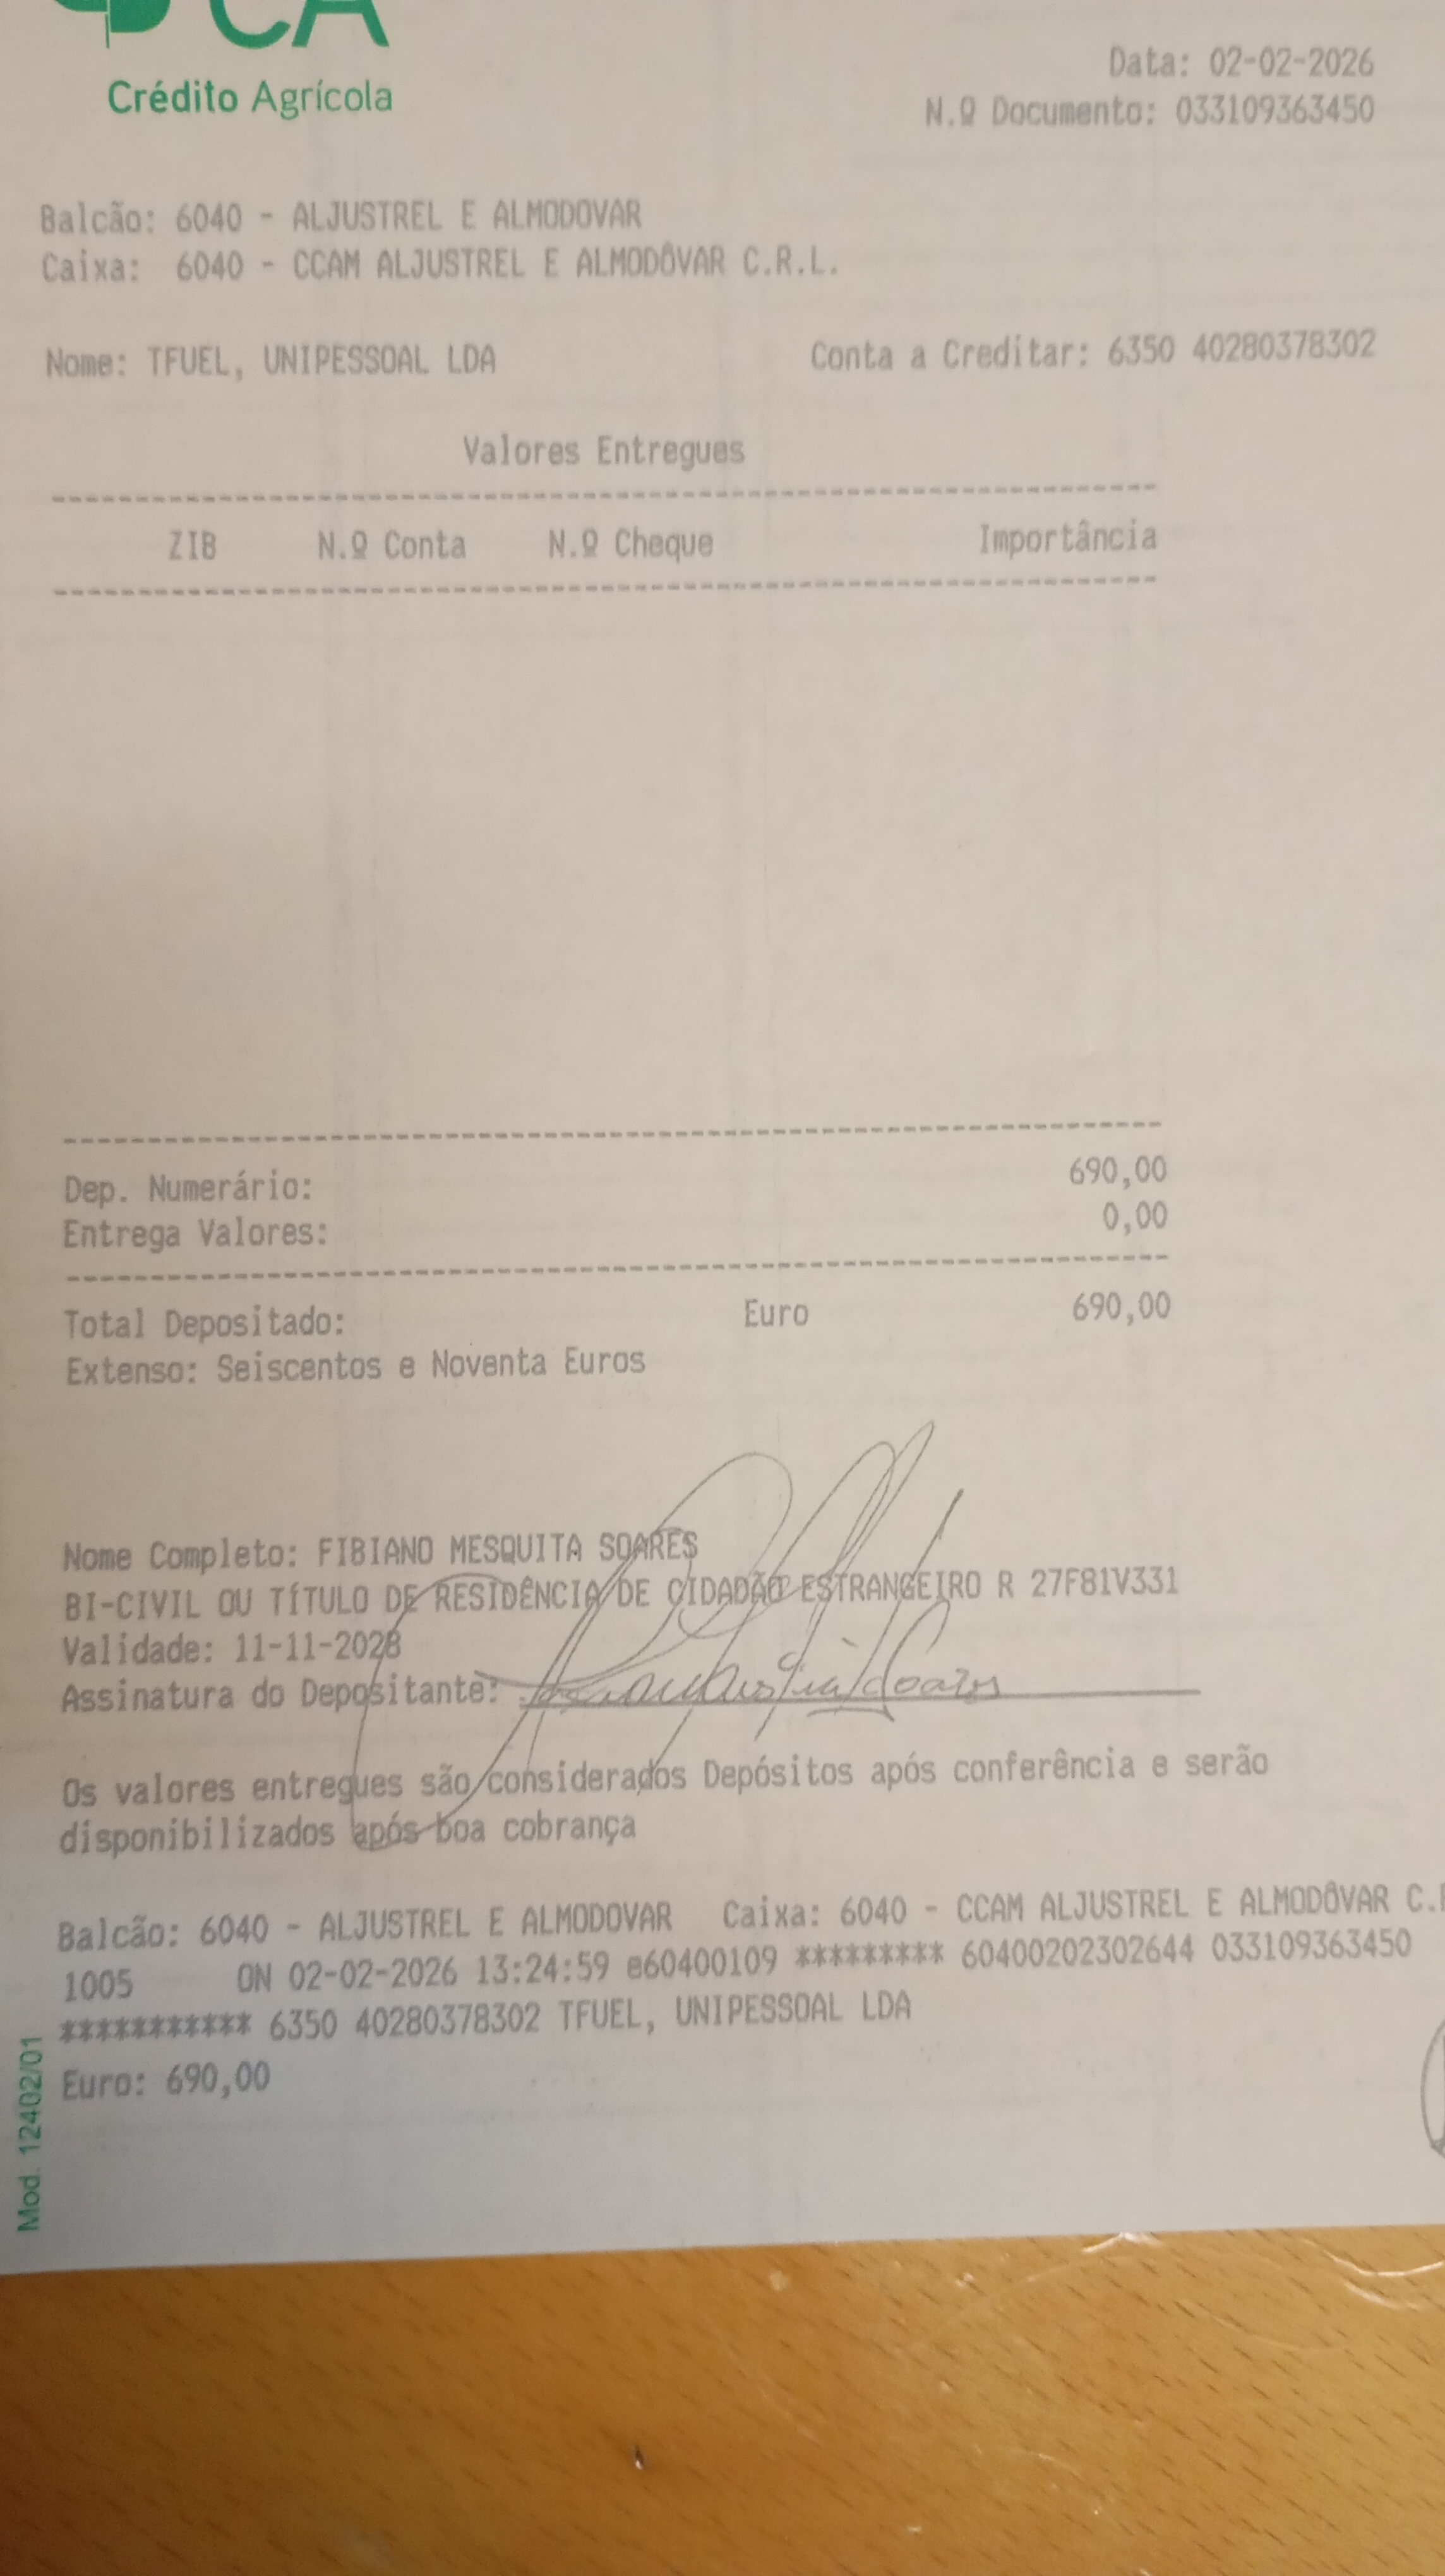 CA
Crédito Agrícola
Data: 02-02-2026
N.º Documento: 033109363450
Balcão: 6040 - ALJUSTREL E ALMODOVAR
Caixa: 6040 - CCAM ALJUSTREL E ALMODÔVAR C.R.L.
Nome: TFUEL, UNIPESSOAL LDA Conta a Creditar: 6350 40280378302
Valores Entregues
ZIB N.º Conta N.º Cheque Importância
Dep. Numerário: 690,00
Entrega Valores: 0,00
Total Depositado: Euro 690,00
Extenso: Seiscentos e Noventa Euros
Nome Completo: FIBIANO MESQUITA SOARES
BI-CIVIL OU TÍTULO DE RESIDÊNCIA DE CIDADÃO ESTRANGEIRO R 27F81V331
Validade: 11-11-2028
Assinatura do Depositante: Soares
Os valores entregues são considerados Depósitos após conferência e serão
disponibilizados após boa cobrança
Balcão: 6040 - ALJUSTREL E ALMODOVAR Caixa: 6040 - CCAM ALJUSTREL E ALMODÔVAR C.
1005 ON 02-02-2026 13:24:59 e60400109 ********* 60400202302644 033109363450
*********** 6350 40280378302 TFUEL, UNIPESSOAL LDA
Euro: 690,00
Mod. 12402/01